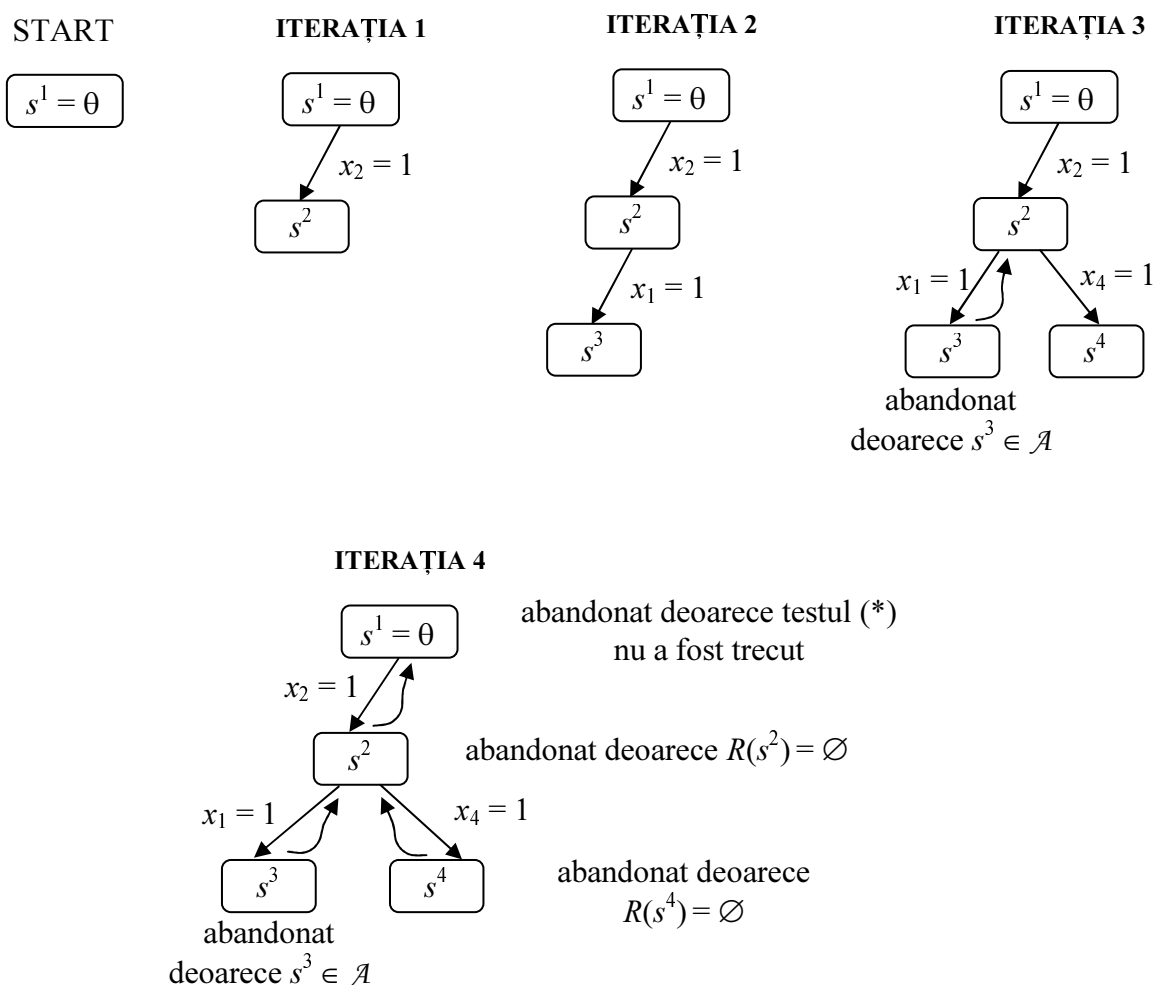 START
s¹ = θ
ITERAȚIA 1
s¹ = θ
x₂ = 1
s²
ITERAȚIA 2
s¹ = θ
x₂ = 1
s²
x₁ = 1
s³
ITERAȚIA 3
s¹ = θ
x₂ = 1
s²
x₁ = 1
x₄ = 1
s³
s⁴
abandonat
deoarece s³ ∈ 𝒜
ITERAȚIA 4
s¹ = θ
abandonat deoarece testul (*)
nu a fost trecut
x₂ = 1
s²
abandonat deoarece R(s²) = ∅
x₁ = 1
x₄ = 1
s³
s⁴
abandonat deoarece
R(s⁴) = ∅
abandonat
deoarece s³ ∈ 𝒜